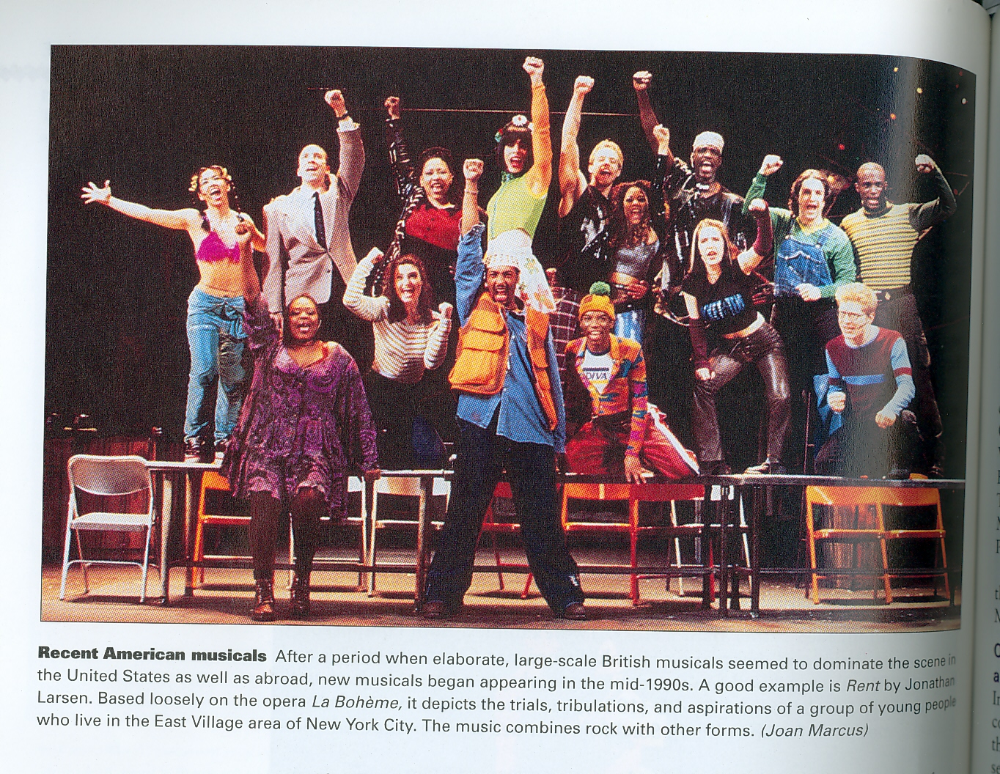 DIVA
Recent American musicals After a period when elaborate, large-scale British musicals seemed to dominate the scene in
the United States as well as abroad, new musicals began appearing in the mid-1990s. A good example is Rent by Jonathan
Larsen. Based loosely on the opera La Bohème, it depicts the trials, tribulations, and aspirations of a group of young people
who live in the East Village area of New York City. The music combines rock with other forms. (Joan Marcus)